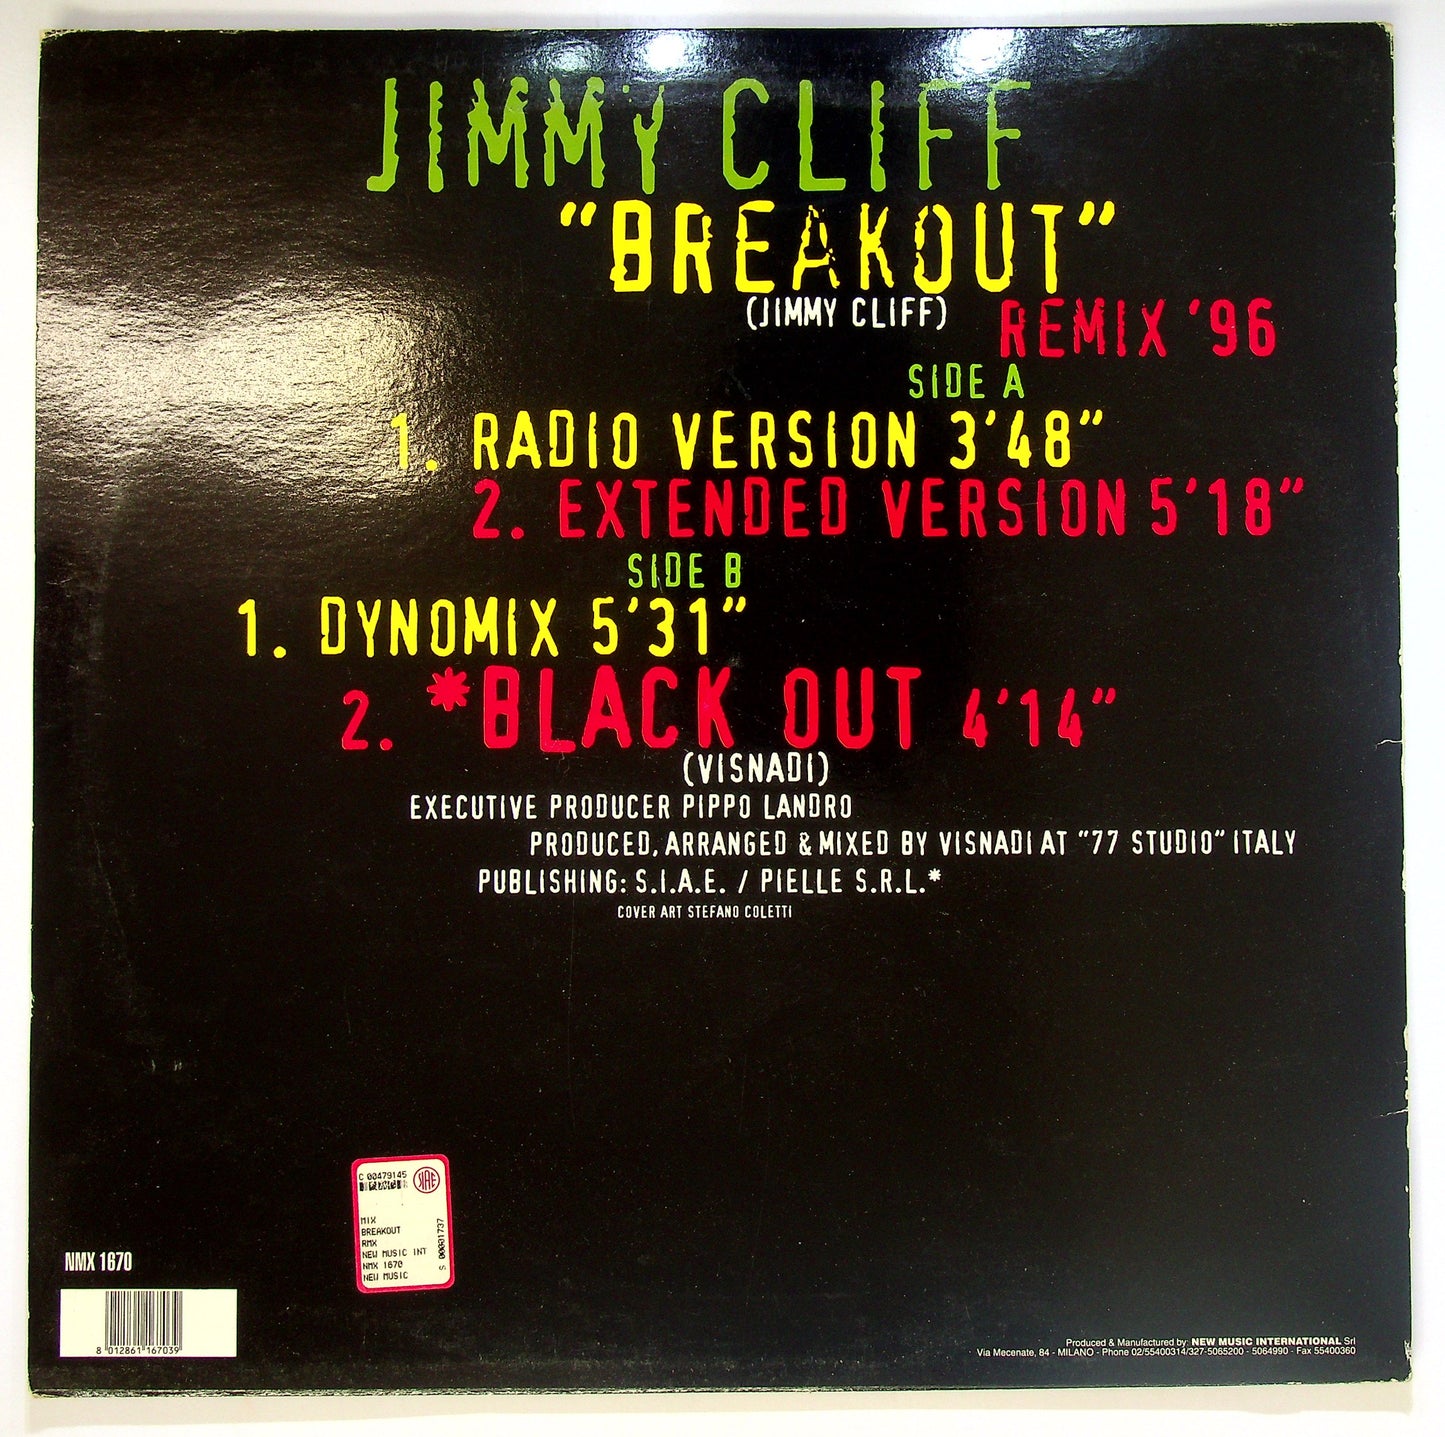 JIMMY CLIFF
"BREAKOUT"
(JIMMY CLIFF)
REMIX '96
SIDE A
1. RADIO VERSION 3'48"
2. EXTENDED VERSION 5'18"
SIDE B
1. DYNOMIX 5'31"
2. *BLACK OUT 4'14"
(VISNADI)
EXECUTIVE PRODUCER PIPPO LANDRO
PRODUCED, ARRANGED & MIXED BY VISNADI AT "77 STUDIO" ITALY
PUBLISHING: S.I.A.E. / PIELLE S.R.L.*
COVER ART STEFANO COLETTI
C 00479145
SIAE
MIX
BREAKOUT
RMX
NEW MUSIC INT
NMX 1670
NEW MUSIC
S 00001737
NMX 1670
8 012861 167039
Produced & Manufactured by: NEW MUSIC INTERNATIONAL Srl
Via Mecenate, 84 - MILANO - Phone 02/55400314/327-5065200 - 5064990 - Fax 55400360